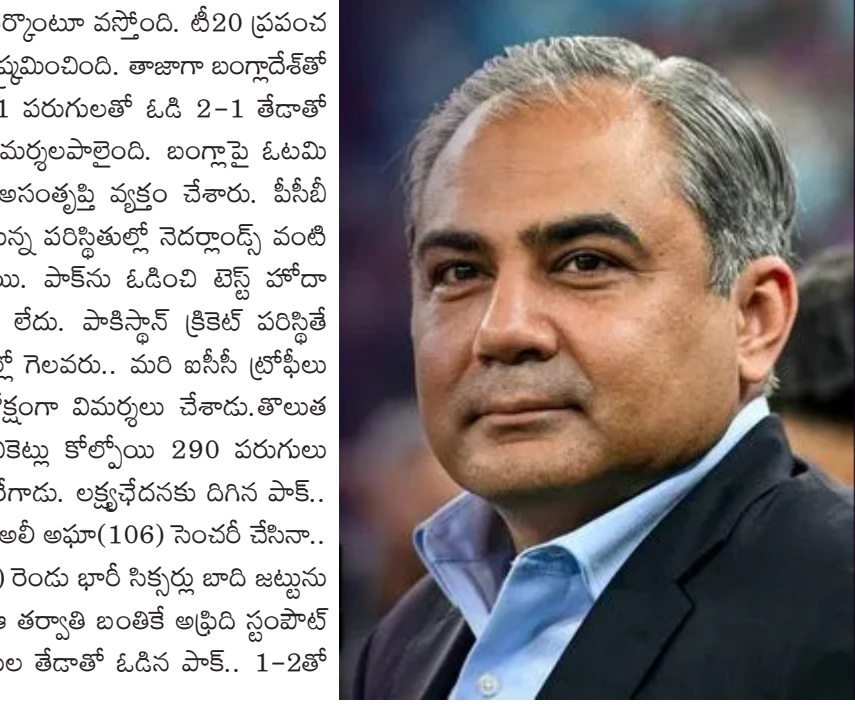 ర్కొంటూ వస్తోంది. టీ20 ప్రపంచ
ష్క్రమించింది. తాజాగా బంగ్లాదేశ్‌తో
1 పరుగులతో ఓడి 2-1 తేడాతో
మర్శలపాలైంది. బంగ్లాపై ఓటమి
అసంతృప్తి వ్యక్తం చేశారు. పీసీబీ
న్న పరిస్థితుల్లో నెదర్లాండ్స్ వంటి
యి. పాక్‌ను ఓడించి టెస్ట్ హోదా
లేదు. పాకిస్థాన్ క్రికెట్ పరిస్థితే
ల్లో గెలవరు.. మరి ఐసీసీ ట్రోఫీలు
క్షంగా విమర్శలు చేశాడు.తొలుత
కెట్లు కోల్పోయి 290 పరుగులు
రేగాడు. లక్ష్యఛేదనకు దిగిన పాక్..
అలీ అఘా(106) సెంచరీ చేసినా..
) రెండు భారీ సిక్సర్లు బాది జట్టును
ఆ తర్వాతి బంతికే అఫ్రిది స్టంపౌట్
ల తేడాతో ఓడిన పాక్.. 1-2తో